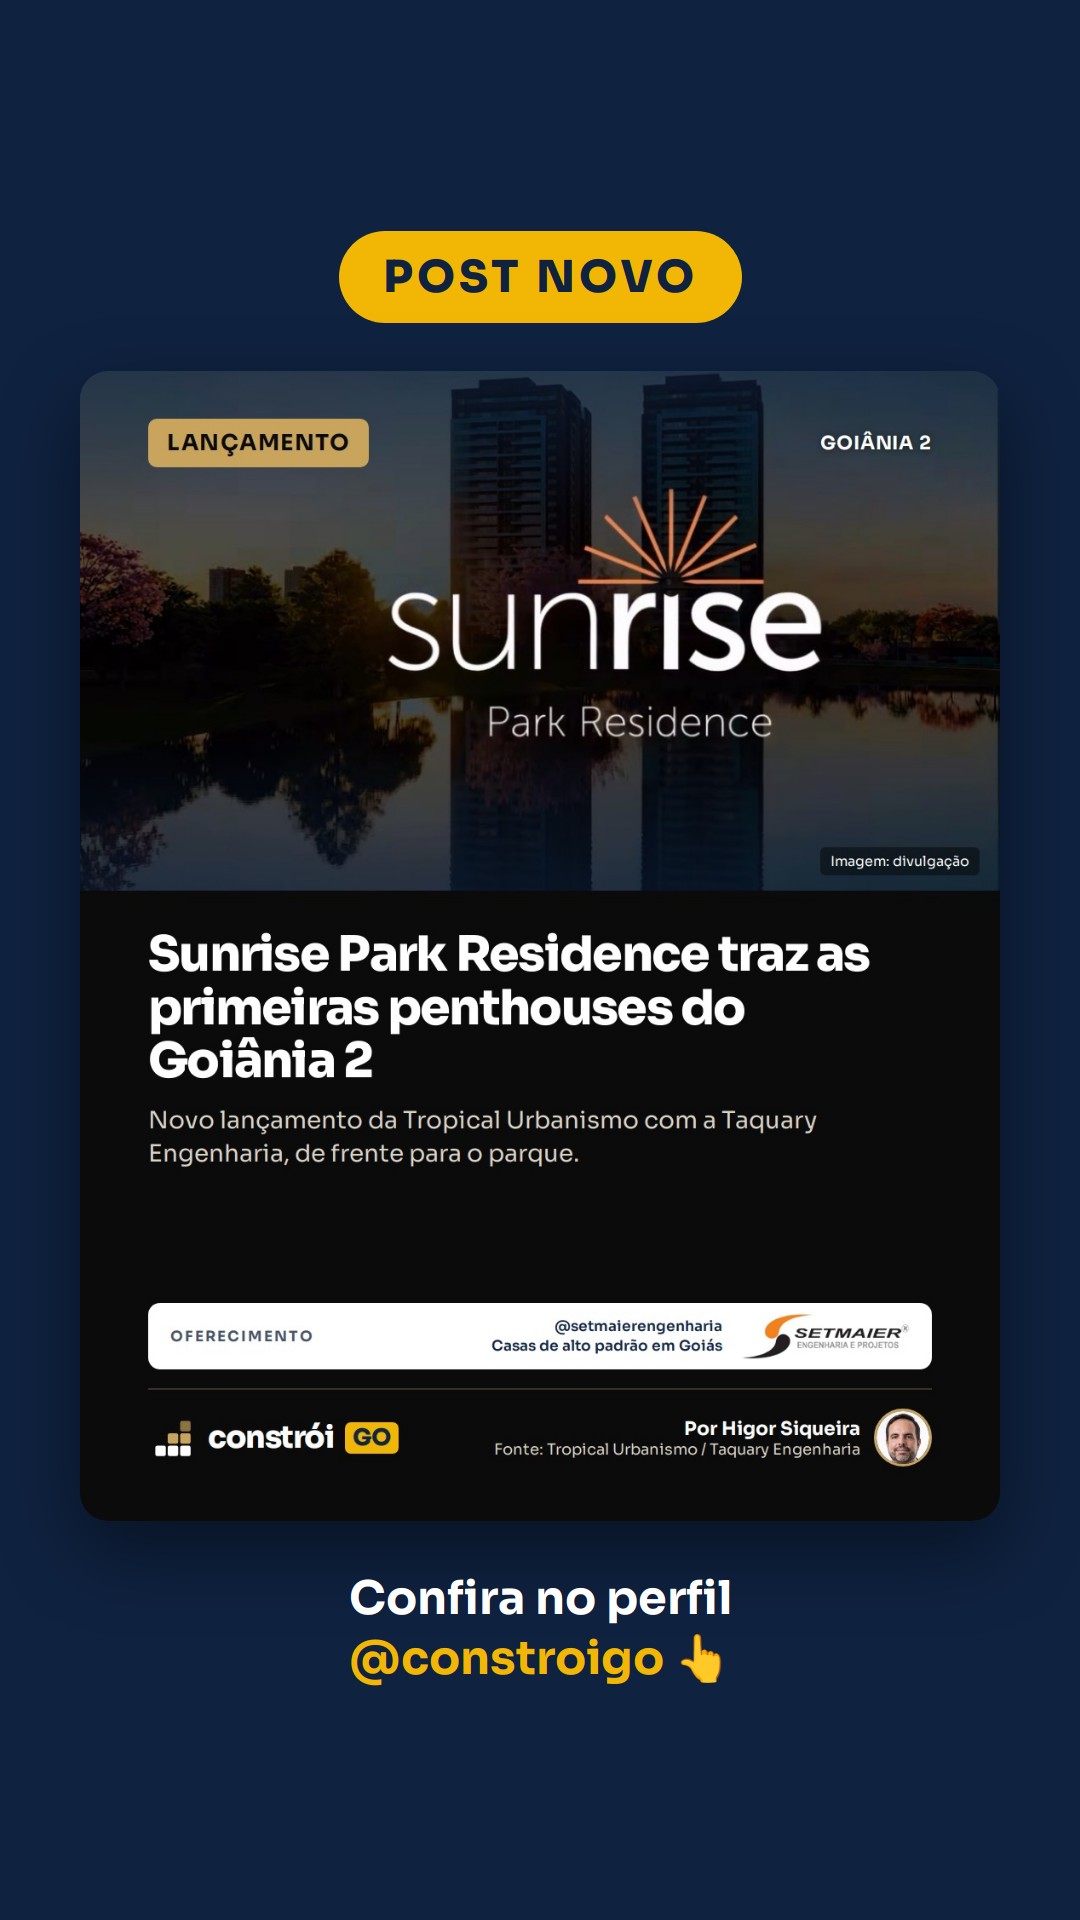 POST NOVO
LANÇAMENTO
GOIÂNIA 2
sunrise
Park Residence
Imagem: divulgação
Sunrise Park Residence traz as
primeiras penthouses do
Goiânia 2
Novo lançamento da Tropical Urbanismo com a Taquary
Engenharia, de frente para o parque.
OFERECIMENTO
@setmaierengenharia
Casas de alto padrão em Goiás
SETMAIER®
ENGENHARIA E PROJETOS
constrói GO
Por Higor Siqueira
Fonte: Tropical Urbanismo / Taquary Engenharia
Confira no perfil
@constroigo 👆